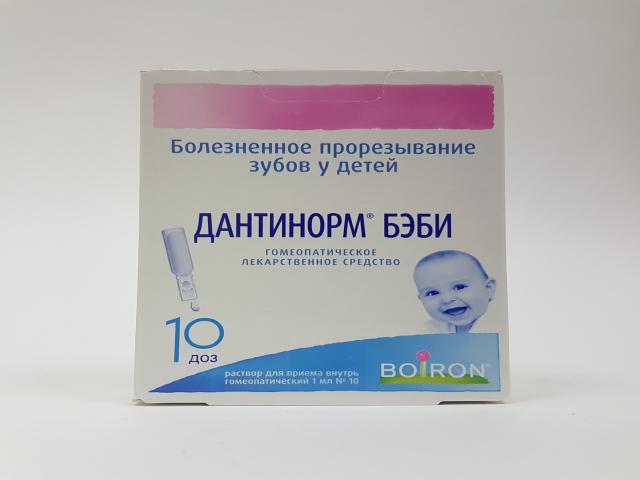 Болезненное прорезывание
зубов у детей
ДАНТИНОРМ® БЭБИ
ГОМЕОПАТИЧЕСКОЕ
ЛЕКАРСТВЕННОЕ СРЕДСТВО
10
ДОЗ
раствор для приема внутрь
гомеопатический 1 мл № 10
BOIRON®